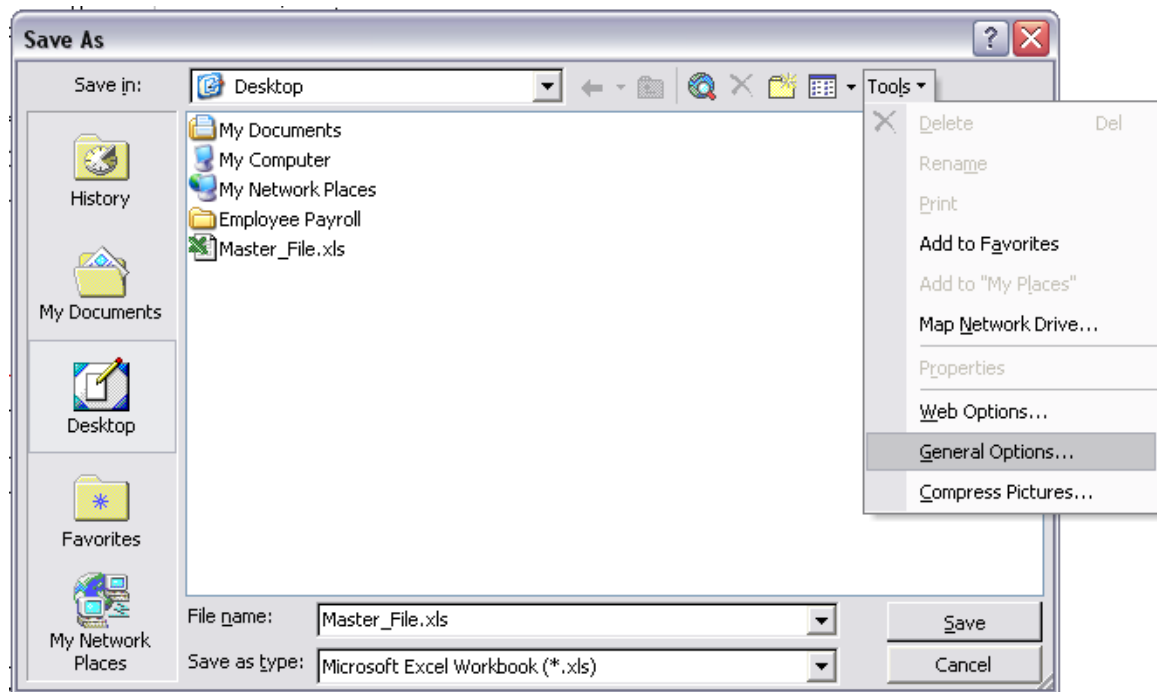 Save As
Save in:
Desktop
Tools
My Documents
My Computer
My Network Places
Employee Payroll
Master_File.xls
History
My Documents
Desktop
Favorites
My Network
Places
Delete Del
Rename
Print
Add to Favorites
Add to "My Places"
Map Network Drive...
Properties
Web Options...
General Options...
Compress Pictures...
File name:
Master_File.xls
Save
Save as type:
Microsoft Excel Workbook (*.xls)
Cancel